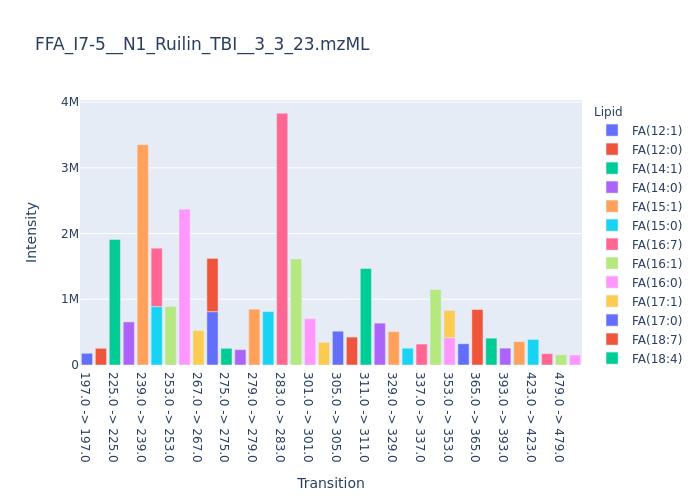 FFA_I7-5__N1_Ruilin_TBI__3_3_23.mzML
Lipid
FA(12:1)
FA(12:0)
FA(14:1)
FA(14:0)
FA(15:1)
FA(15:0)
FA(16:7)
FA(16:1)
FA(16:0)
FA(17:1)
FA(17:0)
FA(18:7)
FA(18:4)
4M
3M
2M
1M
0
Intensity
197.0 -> 197.0
225.0 -> 225.0
239.0 -> 239.0
253.0 -> 253.0
267.0 -> 267.0
275.0 -> 275.0
279.0 -> 279.0
283.0 -> 283.0
301.0 -> 301.0
305.0 -> 305.0
311.0 -> 311.0
329.0 -> 329.0
337.0 -> 337.0
353.0 -> 353.0
365.0 -> 365.0
393.0 -> 393.0
423.0 -> 423.0
479.0 -> 479.0
Transition